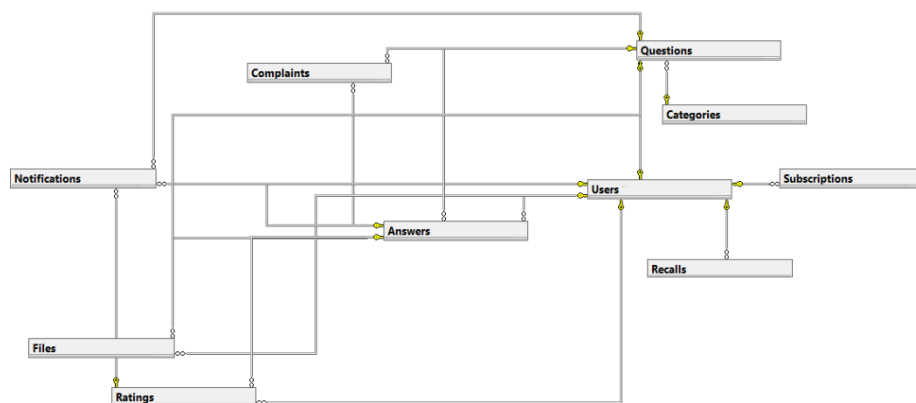 Questions
Complaints
Categories
Notifications
Subscriptions
Users
Answers
Recalls
Files
Ratings